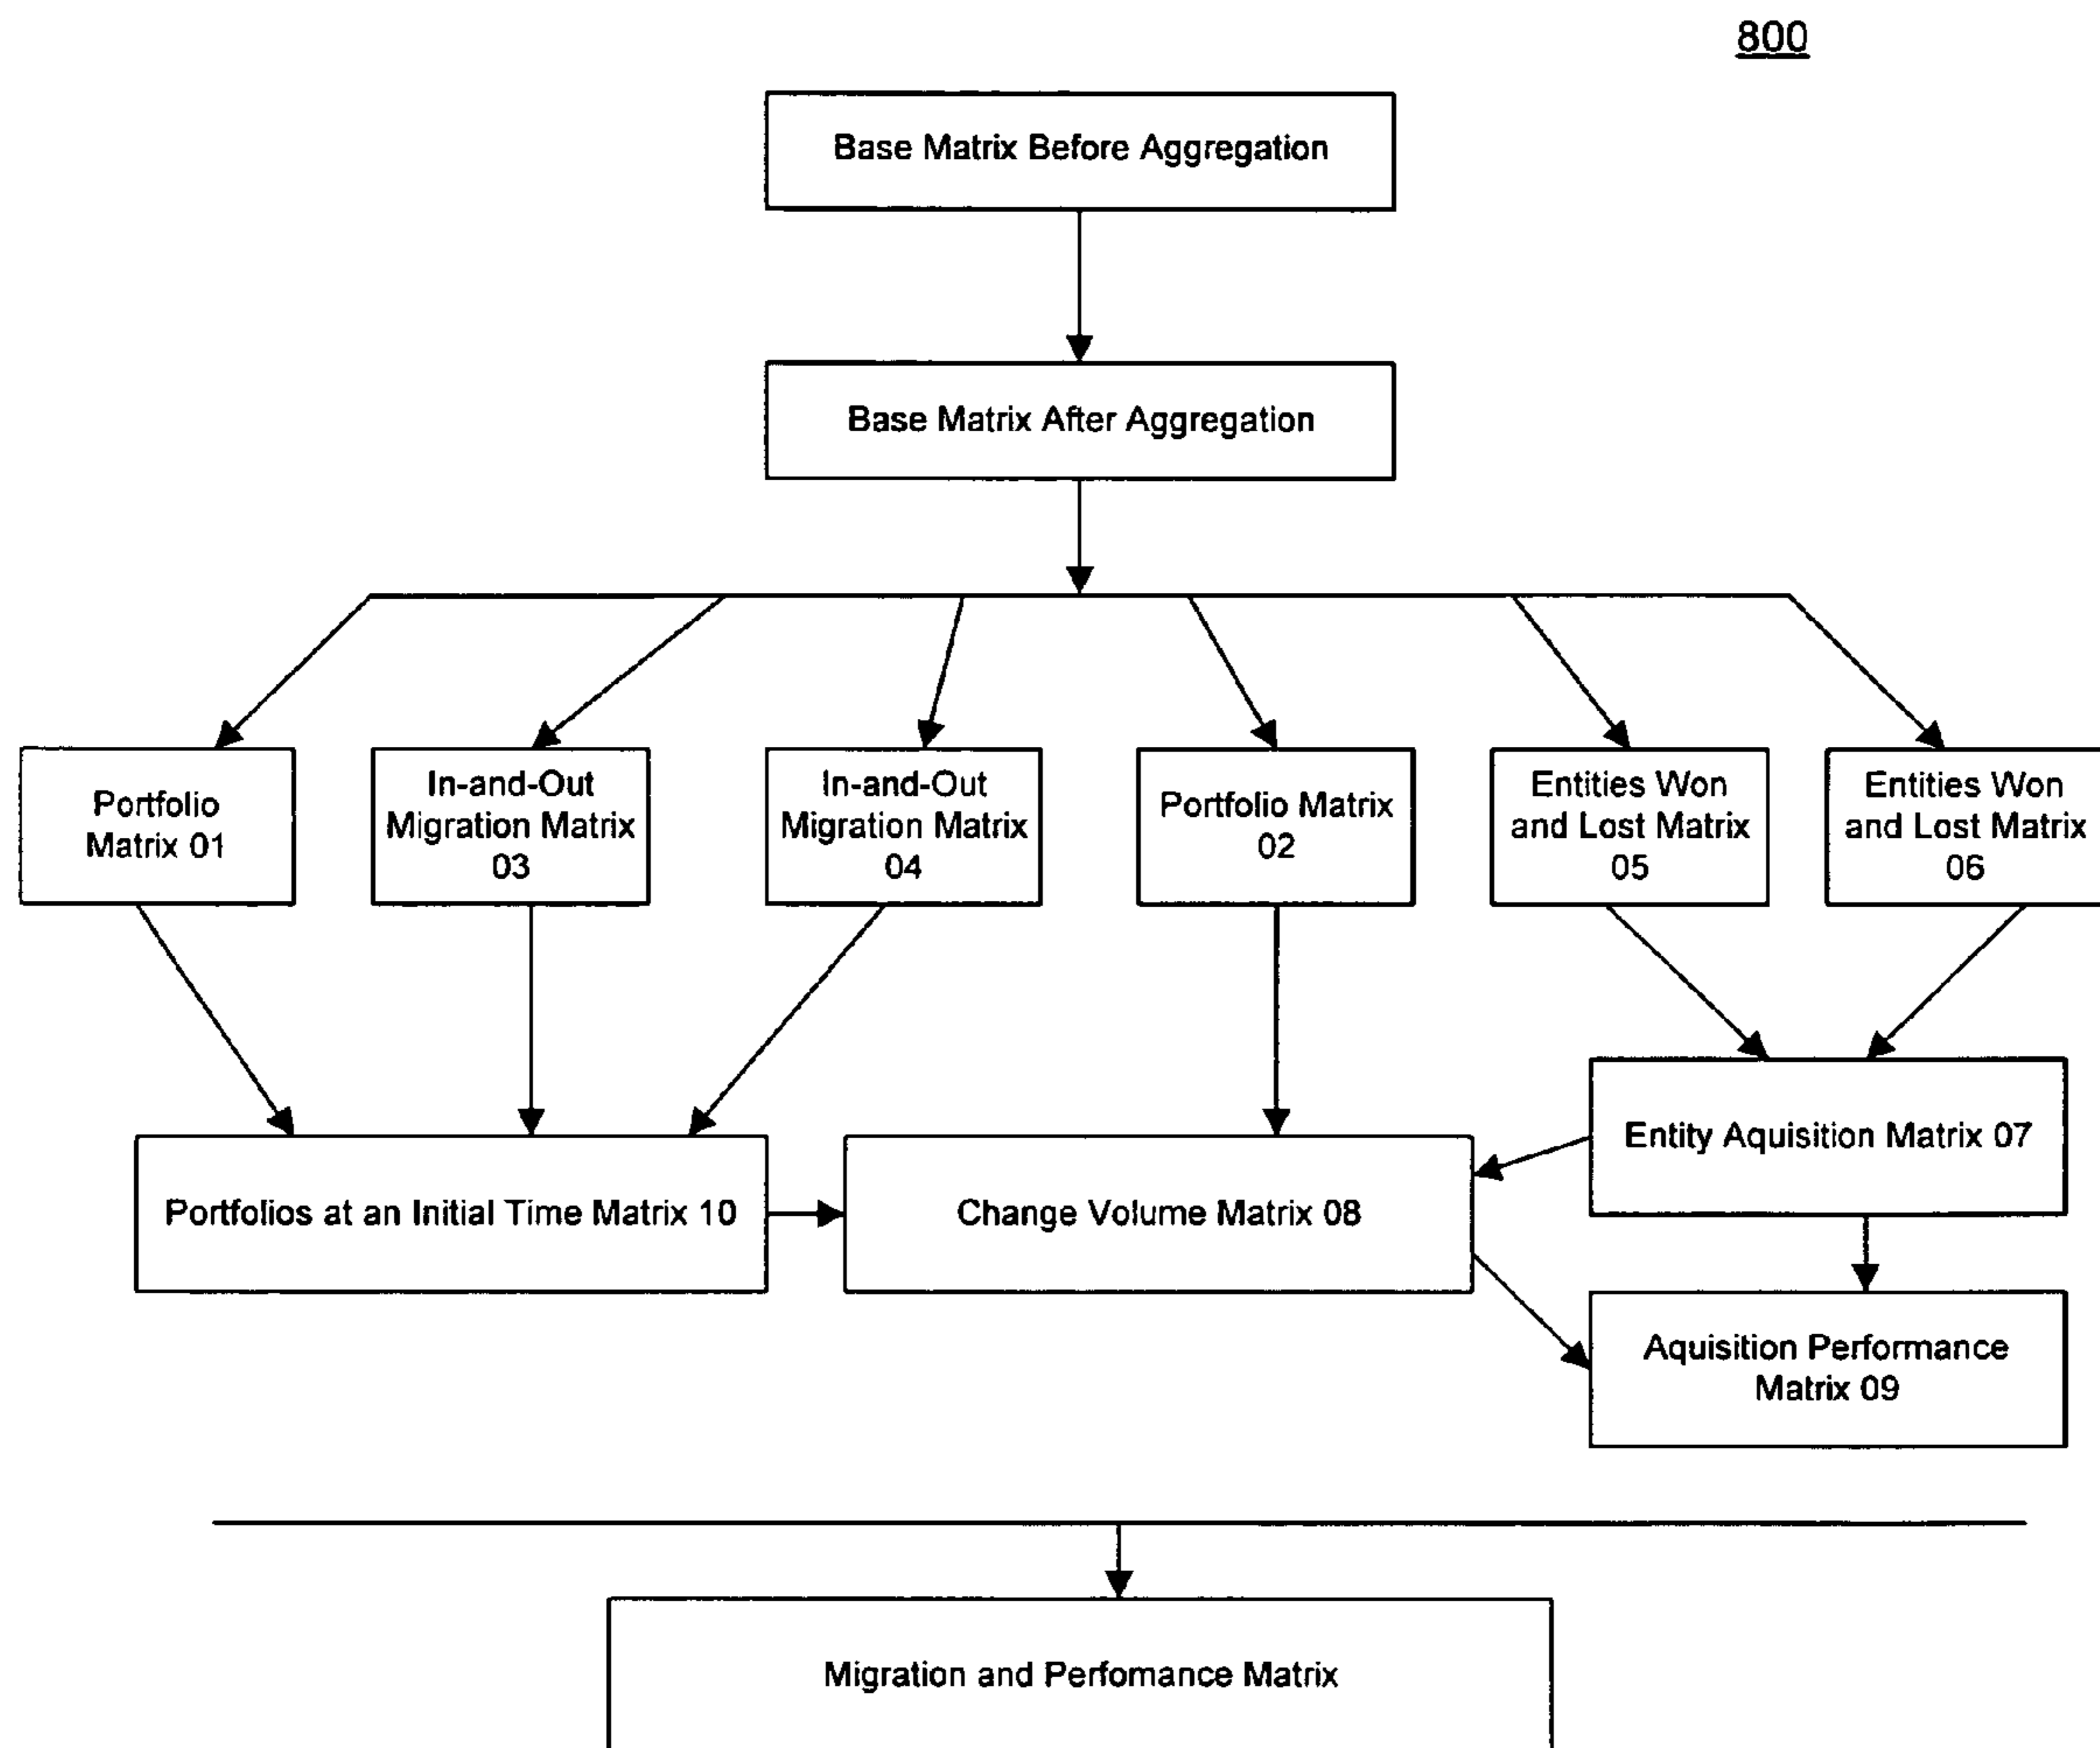 800
Base Matrix Before Aggregation
Base Matrix After Aggregation
Portfolio
Matrix 01
In-and-Out
Migration Matrix
03
In-and-Out
Migration Matrix
04
Portfolio Matrix
02
Entities Won
and Lost Matrix
05
Entities Won
and Lost Matrix
06
Entity Aquisition Matrix 07
Portfolios at an Initial Time Matrix 10
Change Volume Matrix 08
Aquisition Performance
Matrix 09
Migration and Perfomance Matrix